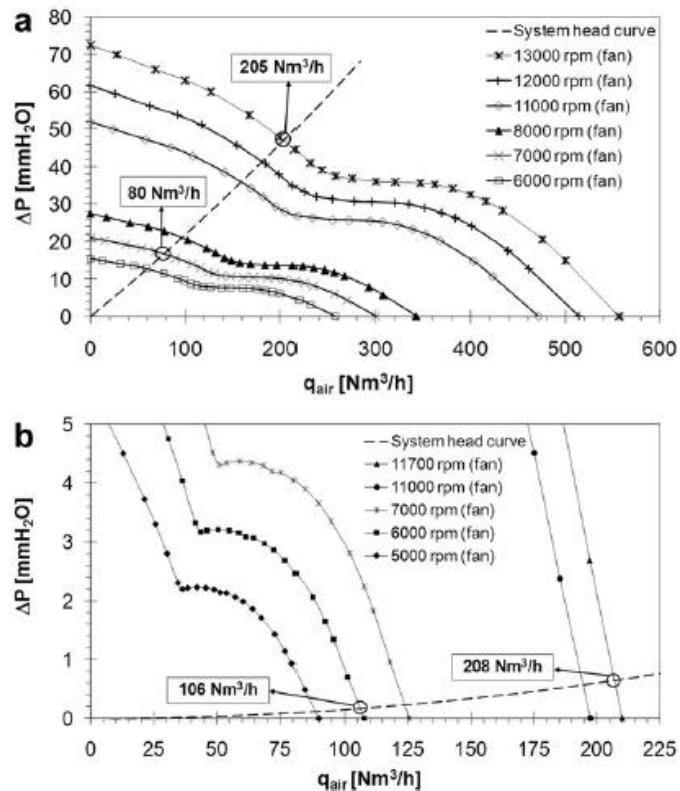 a
80
70
60
50
40
30
20
10
0
ΔP [mmH2O]
205 Nm³/h
80 Nm³/h
System head curve
13000 rpm (fan)
12000 rpm (fan)
11000 rpm (fan)
8000 rpm (fan)
7000 rpm (fan)
6000 rpm (fan)
0 100 200 300 400 500 600
qair [Nm³/h]
b
5
4
3
2
1
0
ΔP [mmH2O]
System head curve
11700 rpm (fan)
11000 rpm (fan)
7000 rpm (fan)
6000 rpm (fan)
5000 rpm (fan)
106 Nm³/h
208 Nm³/h
0 25 50 75 100 125 150 175 200 225
qair [Nm³/h]